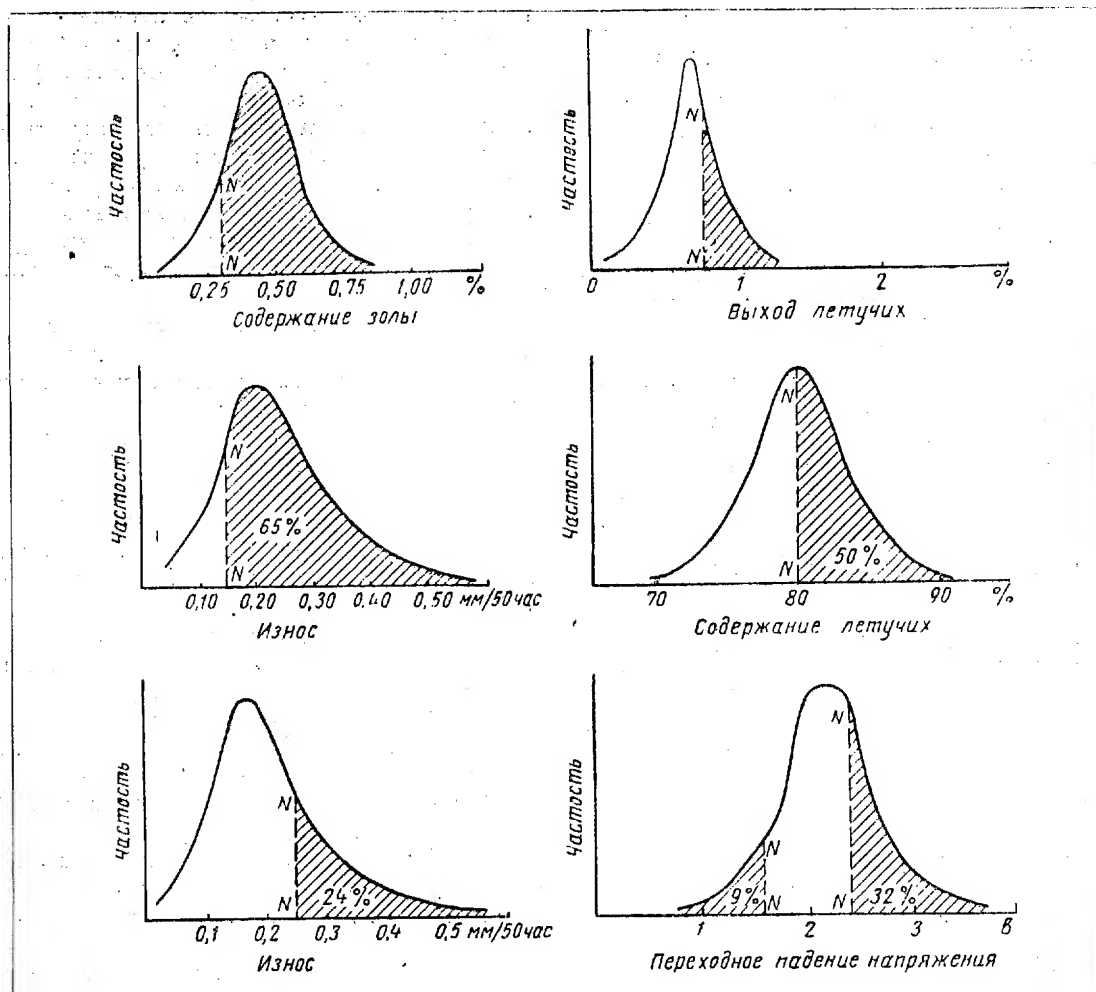 Частость
N
N
0,25 0,50 0,75 1,00 %
Содержание золы
Частость
N
N
0 1 2 %
Выход летучих
Частость
N
65%
N
0,10 0,20 0,30 0,40 0,50 мм/50час
Износ
Частость
N
50%
N
70 80 90 %
Содержание летучих
Частость
N
24%
N
0,1 0,2 0,3 0,4 0,5 мм/50час
Износ
Частость
N
N
9% N N 32%
1 2 3 в
Переходное падение напряжения